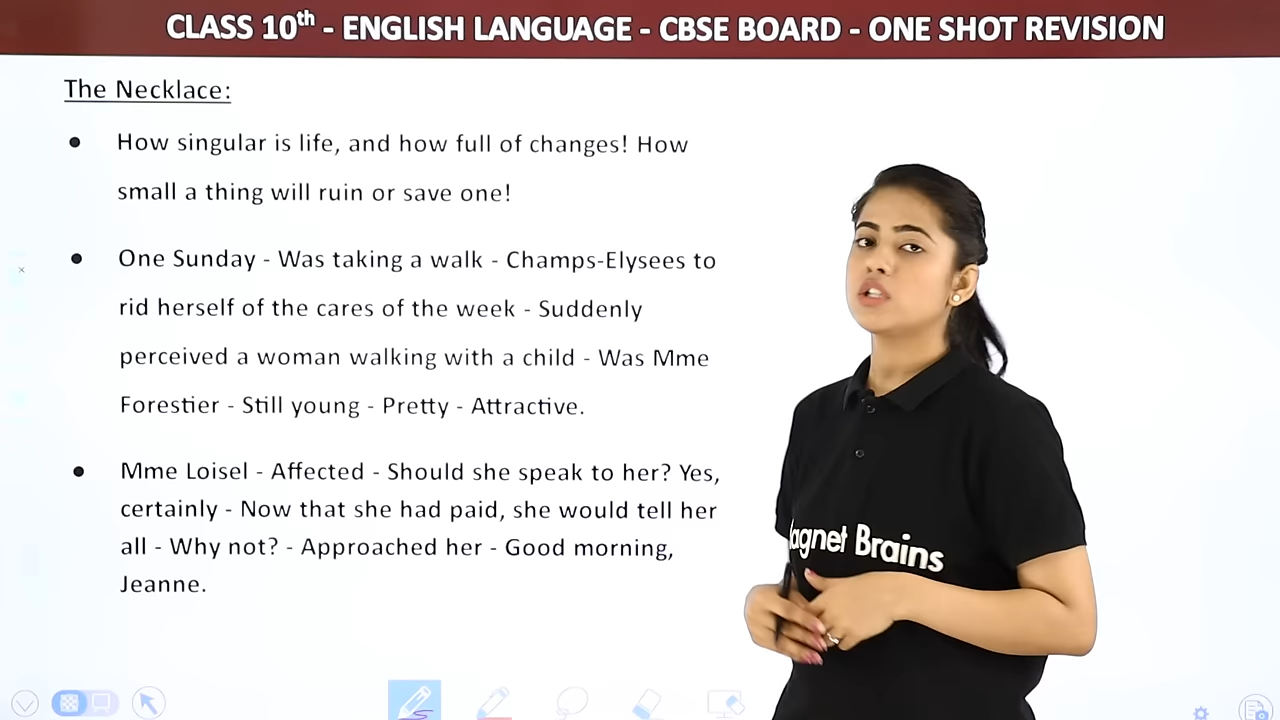 CLASS 10th - ENGLISH LANGUAGE - CBSE BOARD - ONE SHOT REVISION
The Necklace:
● How singular is life, and how full of changes! How
small a thing will ruin or save one!
● One Sunday - Was taking a walk - Champs-Elysees to
rid herself of the cares of the week - Suddenly
perceived a woman walking with a child - Was Mme
Forestier - Still young - Pretty - Attractive.
● Mme Loisel - Affected - Should she speak to her? Yes,
certainly - Now that she had paid, she would tell her
all - Why not? - Approached her - Good morning,
Jeanne.
agnet Brains